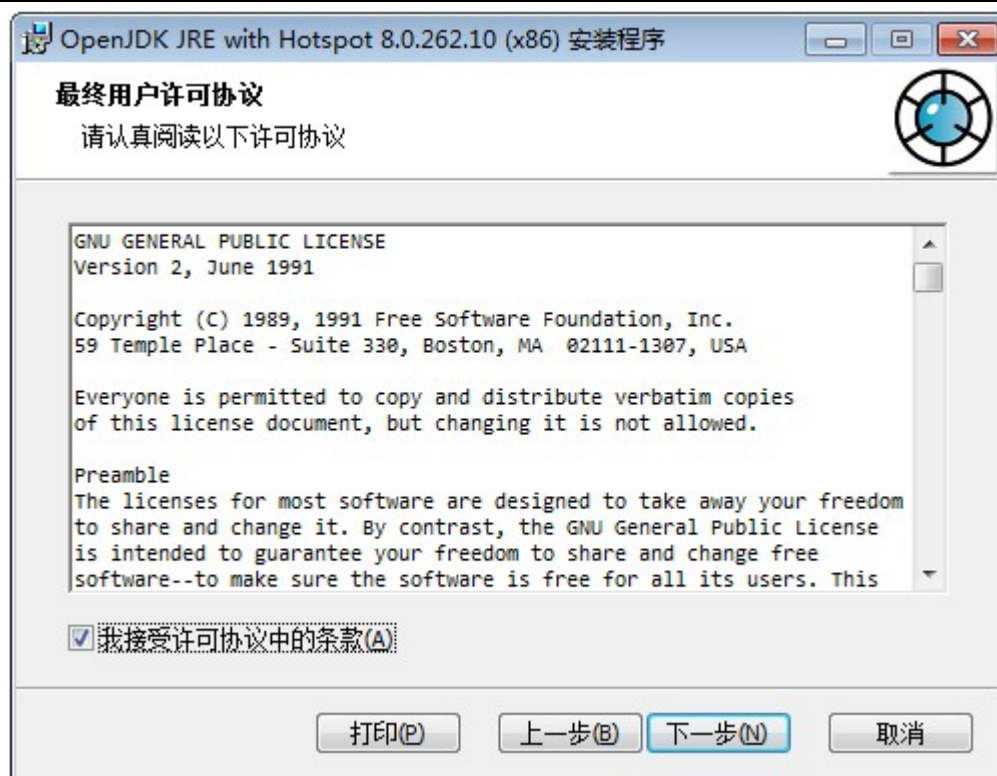 OpenJDK JRE with Hotspot 8.0.262.10 (x86) 安装程序
最终用户许可协议
请认真阅读以下许可协议
GNU GENERAL PUBLIC LICENSE
Version 2, June 1991
Copyright (C) 1989, 1991 Free Software Foundation, Inc.
59 Temple Place - Suite 330, Boston, MA  02111-1307, USA
Everyone is permitted to copy and distribute verbatim copies
of this license document, but changing it is not allowed.
Preamble
The licenses for most software are designed to take away your freedom
to share and change it. By contrast, the GNU General Public License
is intended to guarantee your freedom to share and change free
software--to make sure the software is free for all its users. This
我接受许可协议中的条款(A)
打印(P) 上一步(B) 下一步(N) 取消